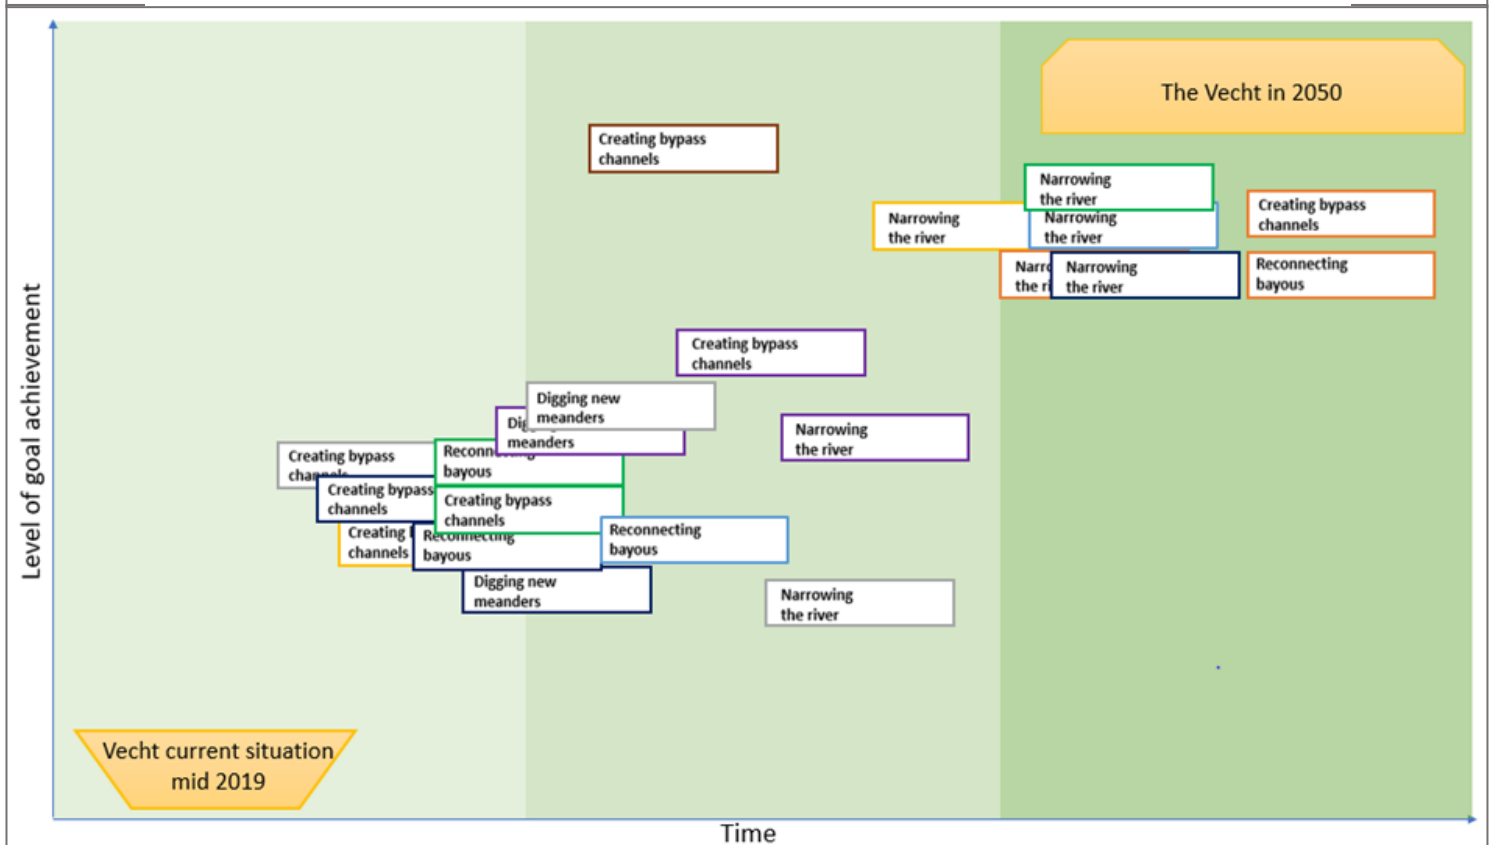 The Vecht in 2050
Creating bypass
channels
Narrowing
the river
Creating bypass
channels
Narrowing
the river
Narrowing
the river
Narrowing
the river
Reconnecting
bayous
Creating bypass
channels
Digging new
meanders
meanders
Narrowing
the river
Creating bypass
channels
bayous
Creating bypass
channels
Creating bypass
channels
Reconnecting
bayous
Creating
channels
Reconnecting
bayous
Digging new
meanders
Narrowing
the river
Vecht current situation
mid 2019
Level of goal achievement
Time